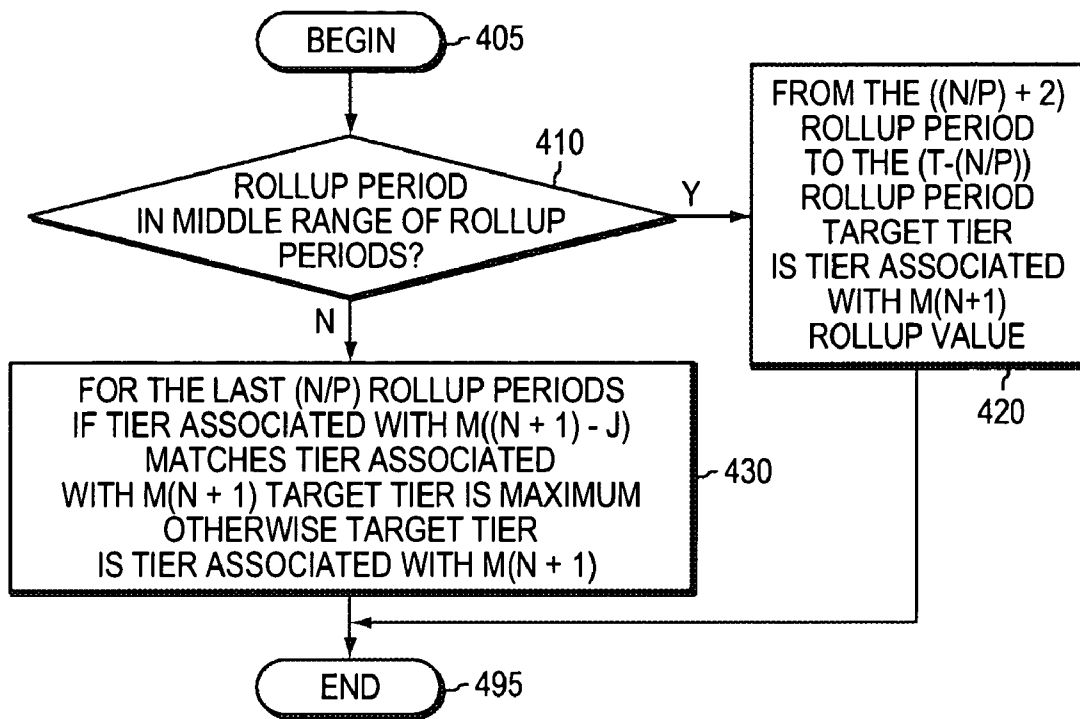 BEGIN
405
410
ROLLUP PERIOD
IN MIDDLE RANGE OF ROLLUP
PERIODS?
Y
N
FROM THE ((N/P) + 2)
ROLLUP PERIOD
TO THE (T-(N/P))
ROLLUP PERIOD
TARGET TIER
IS TIER ASSOCIATED
WITH M(N+1)
ROLLUP VALUE
420
FOR THE LAST (N/P) ROLLUP PERIODS
IF TIER ASSOCIATED WITH M((N + 1) - J)
MATCHES TIER ASSOCIATED
WITH M(N + 1) TARGET TIER IS MAXIMUM
OTHERWISE TARGET TIER
IS TIER ASSOCIATED WITH M(N + 1)
430
END
495